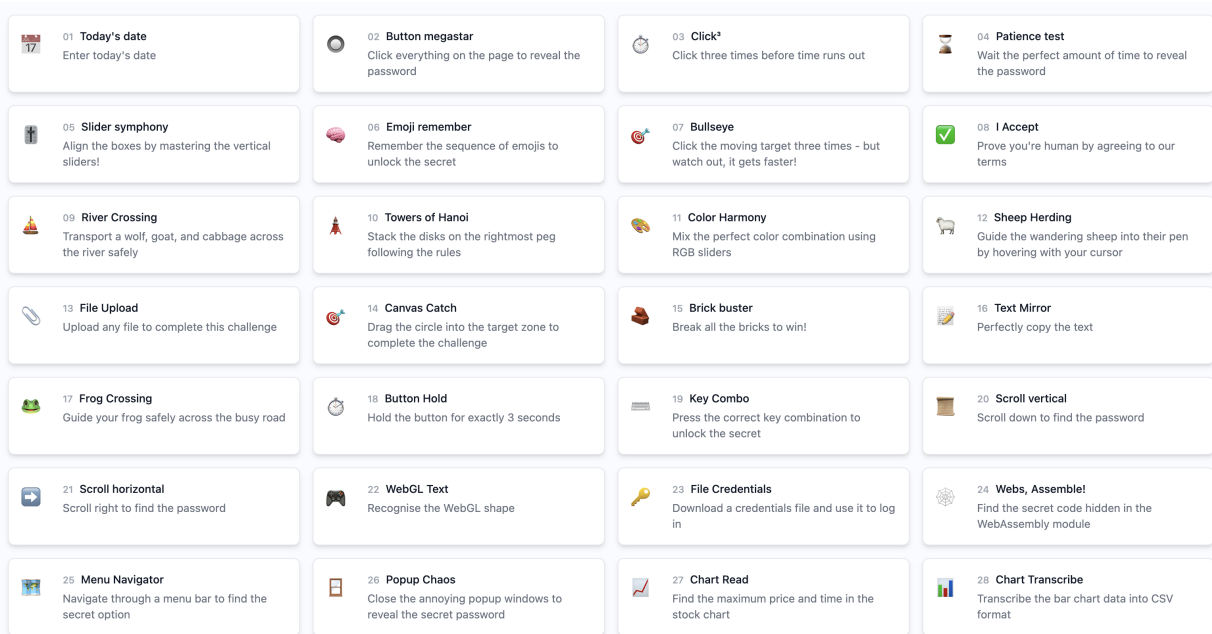 17
01 Today's date
Enter today's date
02 Button megastar
Click everything on the page to reveal the
password
03 Click³
Click three times before time runs out
04 Patience test
Wait the perfect amount of time to reveal
the password
05 Slider symphony
Align the boxes by mastering the vertical
sliders!
06 Emoji remember
Remember the sequence of emojis to
unlock the secret
07 Bullseye
Click the moving target three times - but
watch out, it gets faster!
08 I Accept
Prove you're human by agreeing to our
terms
09 River Crossing
Transport a wolf, goat, and cabbage across
the river safely
10 Towers of Hanoi
Stack the disks on the rightmost peg
following the rules
11 Color Harmony
Mix the perfect color combination using
RGB sliders
12 Sheep Herding
Guide the wandering sheep into their pen
by hovering with your cursor
13 File Upload
Upload any file to complete this challenge
14 Canvas Catch
Drag the circle into the target zone to
complete the challenge
15 Brick buster
Break all the bricks to win!
16 Text Mirror
Perfectly copy the text
17 Frog Crossing
Guide your frog safely across the busy road
18 Button Hold
Hold the button for exactly 3 seconds
19 Key Combo
Press the correct key combination to
unlock the secret
20 Scroll vertical
Scroll down to find the password
21 Scroll horizontal
Scroll right to find the password
22 WebGL Text
Recognise the WebGL shape
23 File Credentials
Download a credentials file and use it to log
in
24 Webs, Assemble!
Find the secret code hidden in the
WebAssembly module
25 Menu Navigator
Navigate through a menu bar to find the
secret option
26 Popup Chaos
Close the annoying popup windows to
reveal the secret password
27 Chart Read
Find the maximum price and time in the
stock chart
28 Chart Transcribe
Transcribe the bar chart data into CSV
format